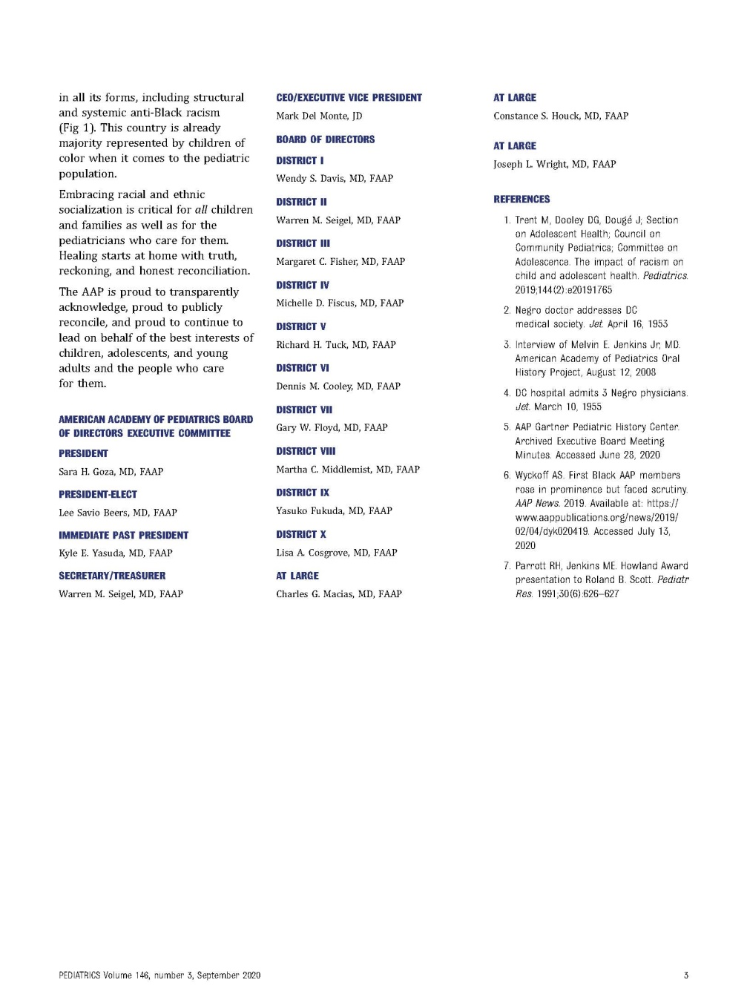 in all its forms, including structural
and systemic anti-Black racism
(Fig 1). This country is already
majority represented by children of
color when it comes to the pediatric
population.
Embracing racial and ethnic
socialization is critical for all children
and families as well as for the
pediatricians who care for them.
Healing starts at home with truth,
reckoning, and honest reconciliation.
The AAP is proud to transparently
acknowledge, proud to publicly
reconcile, and proud to continue to
lead on behalf of the best interests of
children, adolescents, and young
adults and the people who care
for them.
AMERICAN ACADEMY OF PEDIATRICS BOARD
OF DIRECTORS EXECUTIVE COMMITTEE
PRESIDENT
Sara H. Goza, MD, FAAP
PRESIDENT-ELECT
Lee Savio Beers, MD, FAAP
IMMEDIATE PAST PRESIDENT
Kyle E. Yasuda, MD, FAAP
SECRETARY/TREASURER
Warren M. Seigel, MD, FAAP
CEO/EXECUTIVE VICE PRESIDENT
Mark Del Monte, JD
BOARD OF DIRECTORS
DISTRICT I
Wendy S. Davis, MD, FAAP
DISTRICT II
Warren M. Seigel, MD, FAAP
DISTRICT III
Margaret C. Fisher, MD, FAAP
DISTRICT IV
Michelle D. Fiscus, MD, FAAP
DISTRICT V
Richard H. Tuck, MD, FAAP
DISTRICT VI
Dennis M. Cooley, MD, FAAP
DISTRICT VII
Gary W. Floyd, MD, FAAP
DISTRICT VIII
Martha C. Middlemist, MD, FAAP
DISTRICT IX
Yasuko Fukuda, MD, FAAP
DISTRICT X
Lisa A. Cosgrove, MD, FAAP
AT LARGE
Charles G. Macias, MD, FAAP
AT LARGE
Constance S. Houck, MD, FAAP
AT LARGE
Joseph L. Wright, MD, FAAP
REFERENCES
1. Trent M, Dooley DG, Dougé J; Section
on Adolescent Health; Council on
Community Pediatrics; Committee on
Adolescence. The impact of racism on
child and adolescent health. Pediatrics.
2019;144(2):e20191765
2. Negro doctor addresses DC
medical society. Jet. April 16, 1953
3. Interview of Melvin E. Jenkins Jr, MD.
American Academy of Pediatrics Oral
History Project, August 12, 2008
4. DC hospital admits 3 Negro physicians.
Jet. March 10, 1955
5. AAP Gartner Pediatric History Center.
Archived Executive Board Meeting
Minutes. Accessed June 28, 2020
6. Wyckoff AS. First Black AAP members
rose in prominence but faced scrutiny.
AAP News. 2019. Available at: https://
www.aappublications.org/news/2019/
02/04/dyk020419. Accessed July 13,
2020
7. Parrott RH, Jenkins ME. Howland Award
presentation to Roland B. Scott. Pediatr
Res. 1991;30(6):626–627
PEDIATRICS Volume 146, number 3, September 2020
3